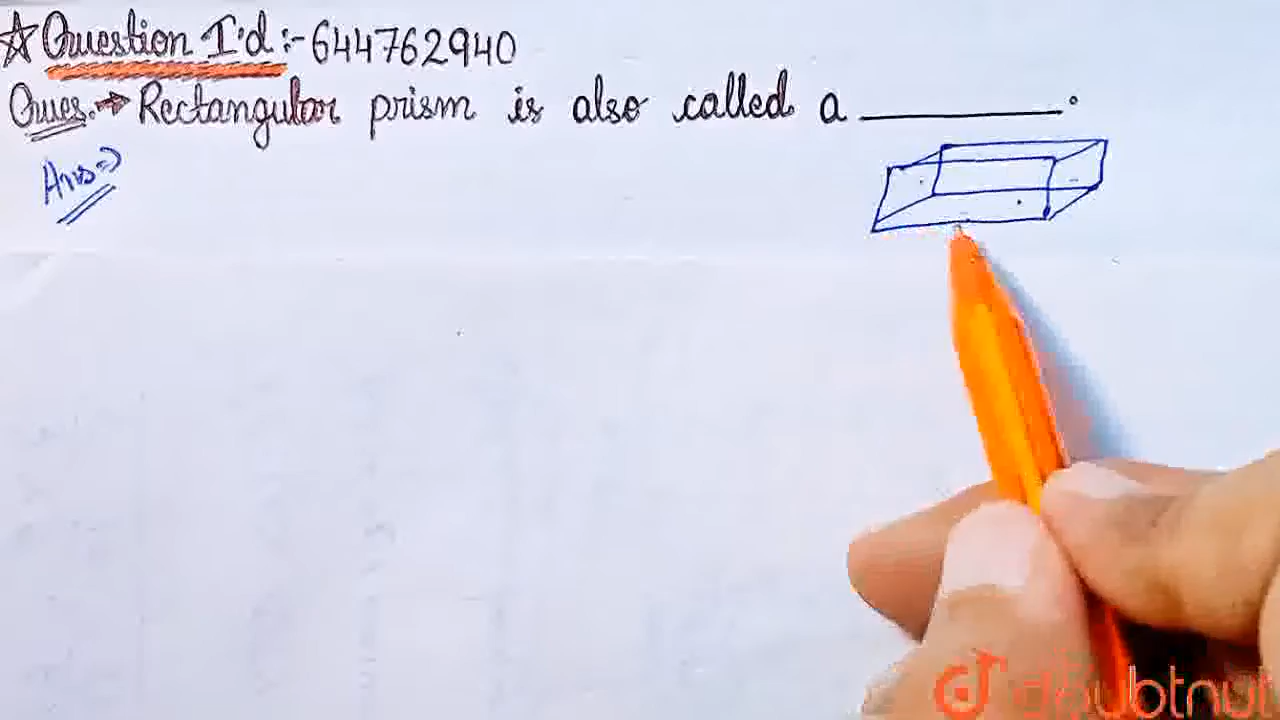 ☆Question I'd :- 644762940
Ques. → Rectangular prism is also called a ________.
Ans ⇒
doubtnut